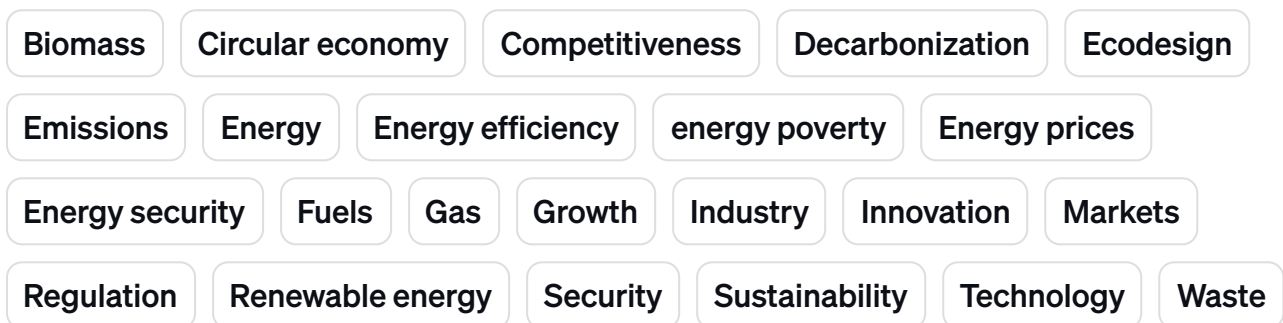 Biomass Circular economy Competitiveness Decarbonization Ecodesign
Emissions Energy Energy efficiency energy poverty Energy prices
Energy security Fuels Gas Growth Industry Innovation Markets
Regulation Renewable energy Security Sustainability Technology Waste